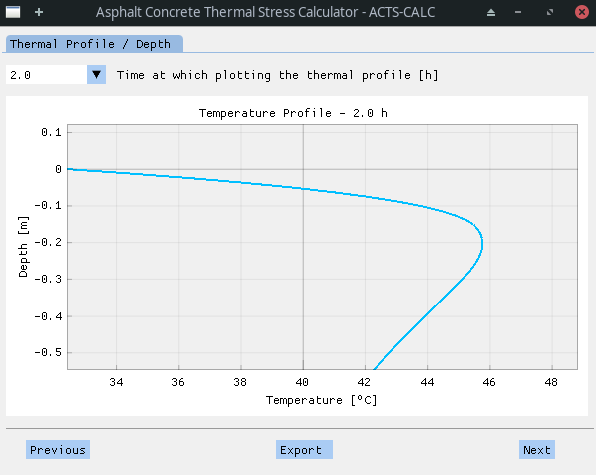 Asphalt Concrete Thermal Stress Calculator - ACTS-CALC
Thermal Profile / Depth
2.0 Time at which plotting the thermal profile [h]
Temperature Profile - 2.0 h
0.1
0
-0.1
-0.2
-0.3
-0.4
-0.5
Depth [m]
34 36 38 40 42 44 46 48
Temperature [ºC]
Previous Export Next